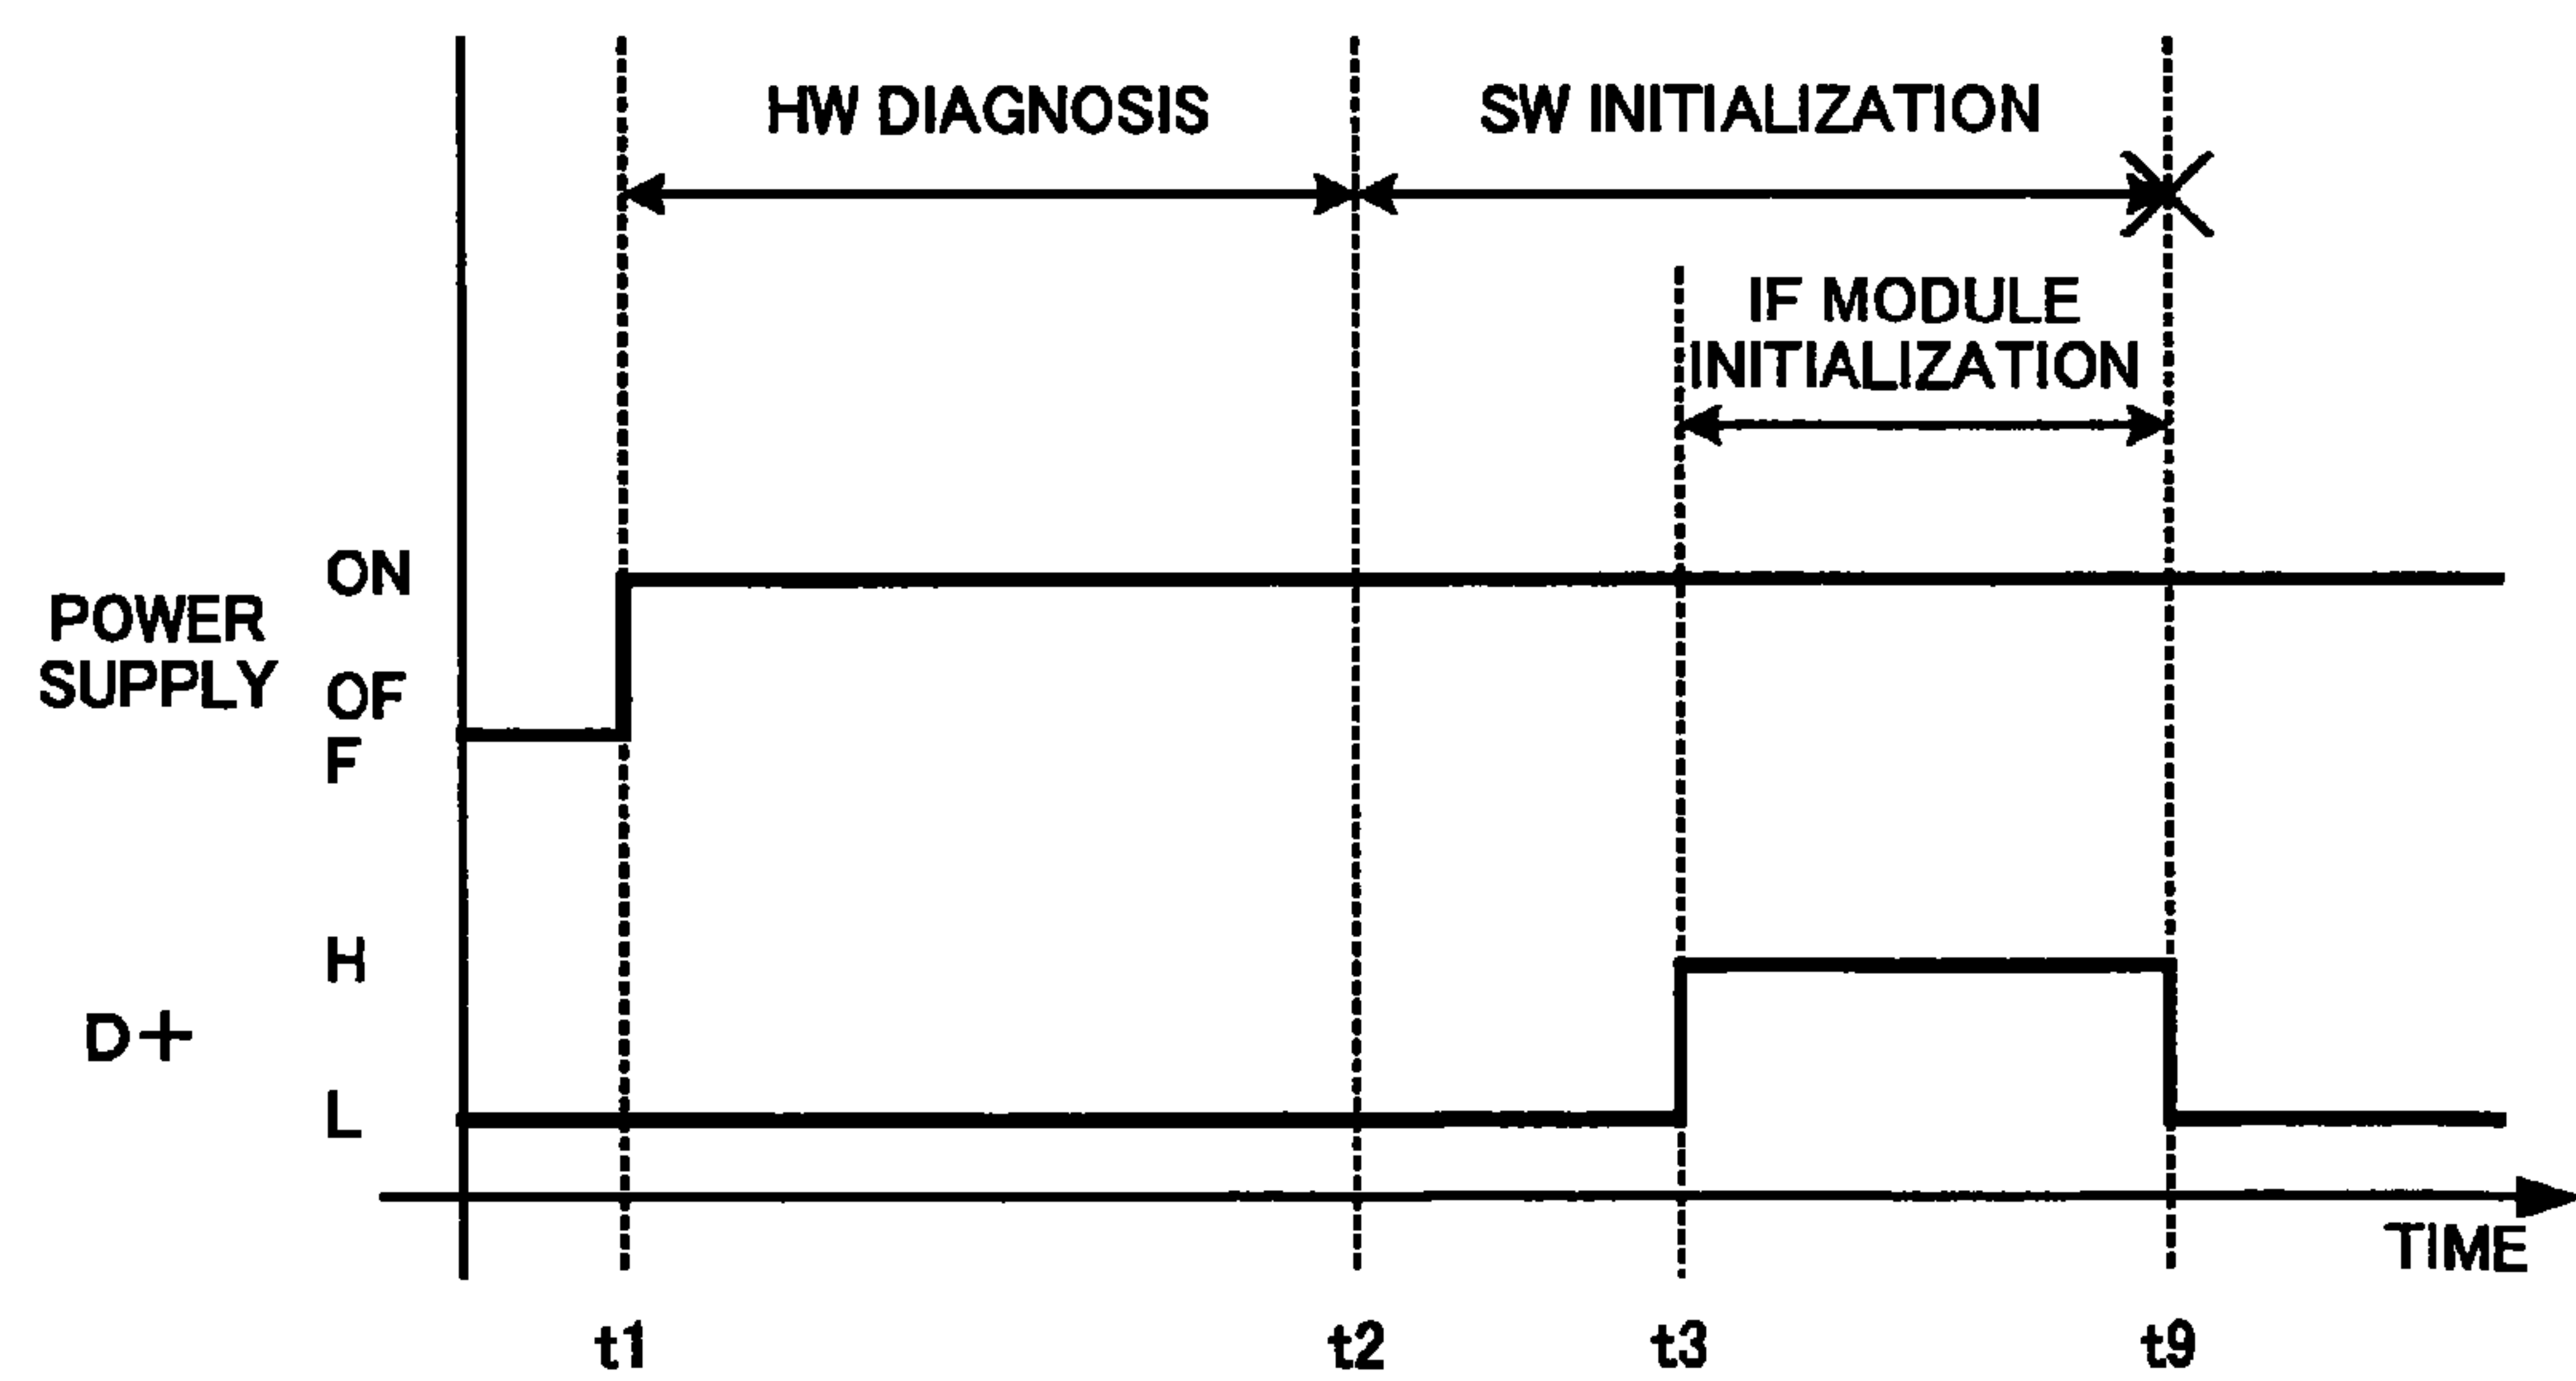 HW DIAGNOSIS
SW INITIALIZATION
IF MODULE
INITIALIZATION
POWER
SUPPLY
ON
OF
F
D+
H
L
TIME
t1
t2
t3
t9